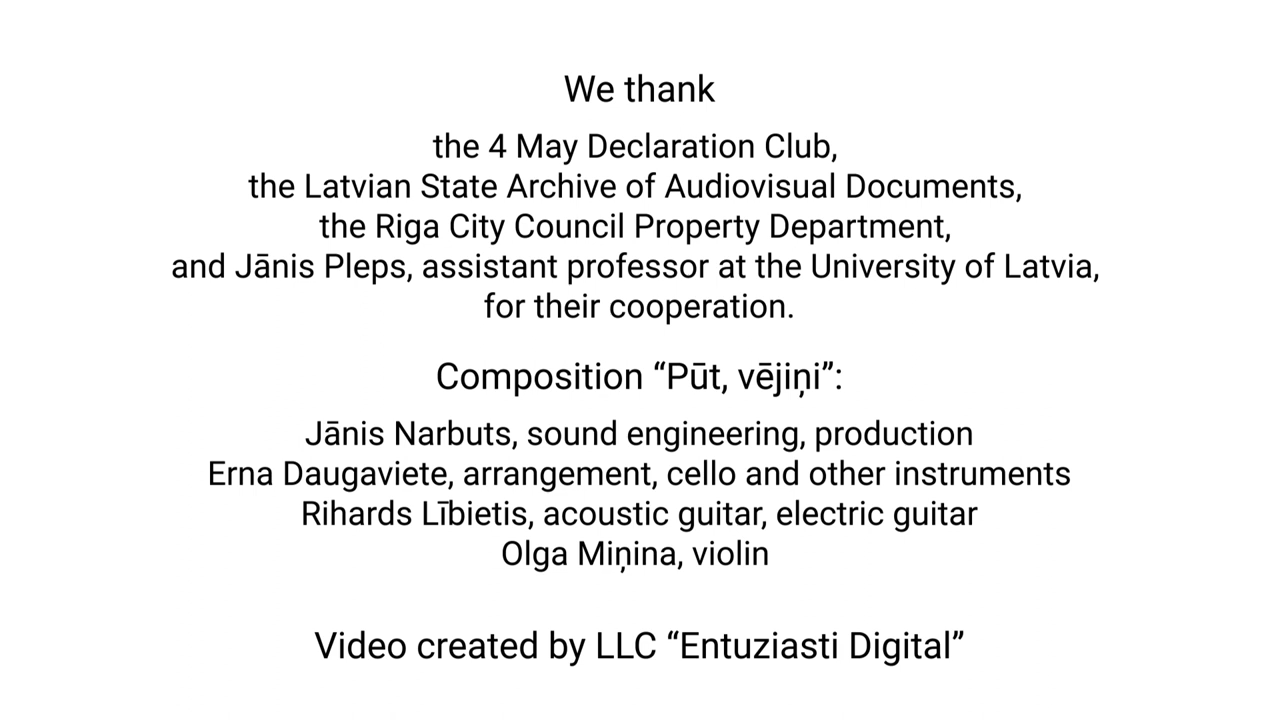 We thank
the 4 May Declaration Club,
the Latvian State Archive of Audiovisual Documents,
the Riga City Council Property Department,
and Jānis Pleps, assistant professor at the University of Latvia,
for their cooperation.
Composition “Pūt, vējiņi”:
Jānis Narbuts, sound engineering, production
Erna Daugaviete, arrangement, cello and other instruments
Rihards Lībietis, acoustic guitar, electric guitar
Olga Miņina, violin
Video created by LLC “Entuziasti Digital”